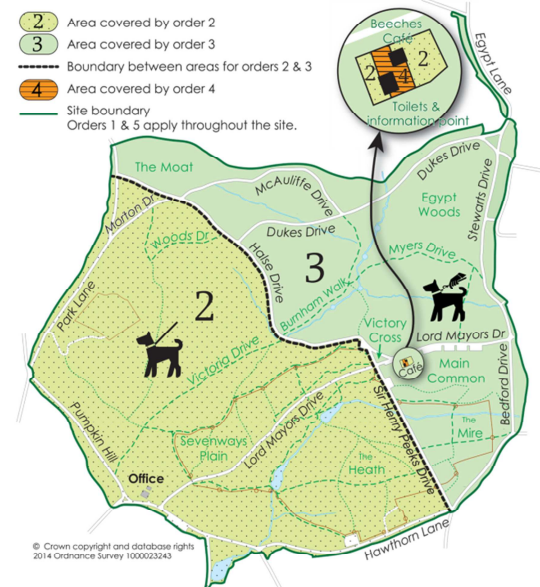 2 Area covered by order 2
3 Area covered by order 3
Boundary between areas for orders 2 & 3
4 Area covered by order 4
Site boundary
Orders 1 & 5 apply throughout the site.
Beeches
Café
2
2
4
Toilets &
information point
Egypt Lane
The Moat
McAuliffe Drive
Dukes Drive
Stewarts Drive
Egypt
Woods
Morton Dr
Woods Dr
Dukes Drive
Halse Drive
Myers Drive
3
2
Burnham Walk
Park Lane
Victory
Cross
Lord Mayors Dr
Café
Main
Common
Bedford Drive
Victoria Drive
Sir Henry Peeks Drive
Pumpkin Hill
Lord Mayors Drive
The
Mire
Sevenways
Plain
The
Heath
Office
Hawthorn Lane
© Crown copyright and database rights
2014 Ordnance Survey 1000023243